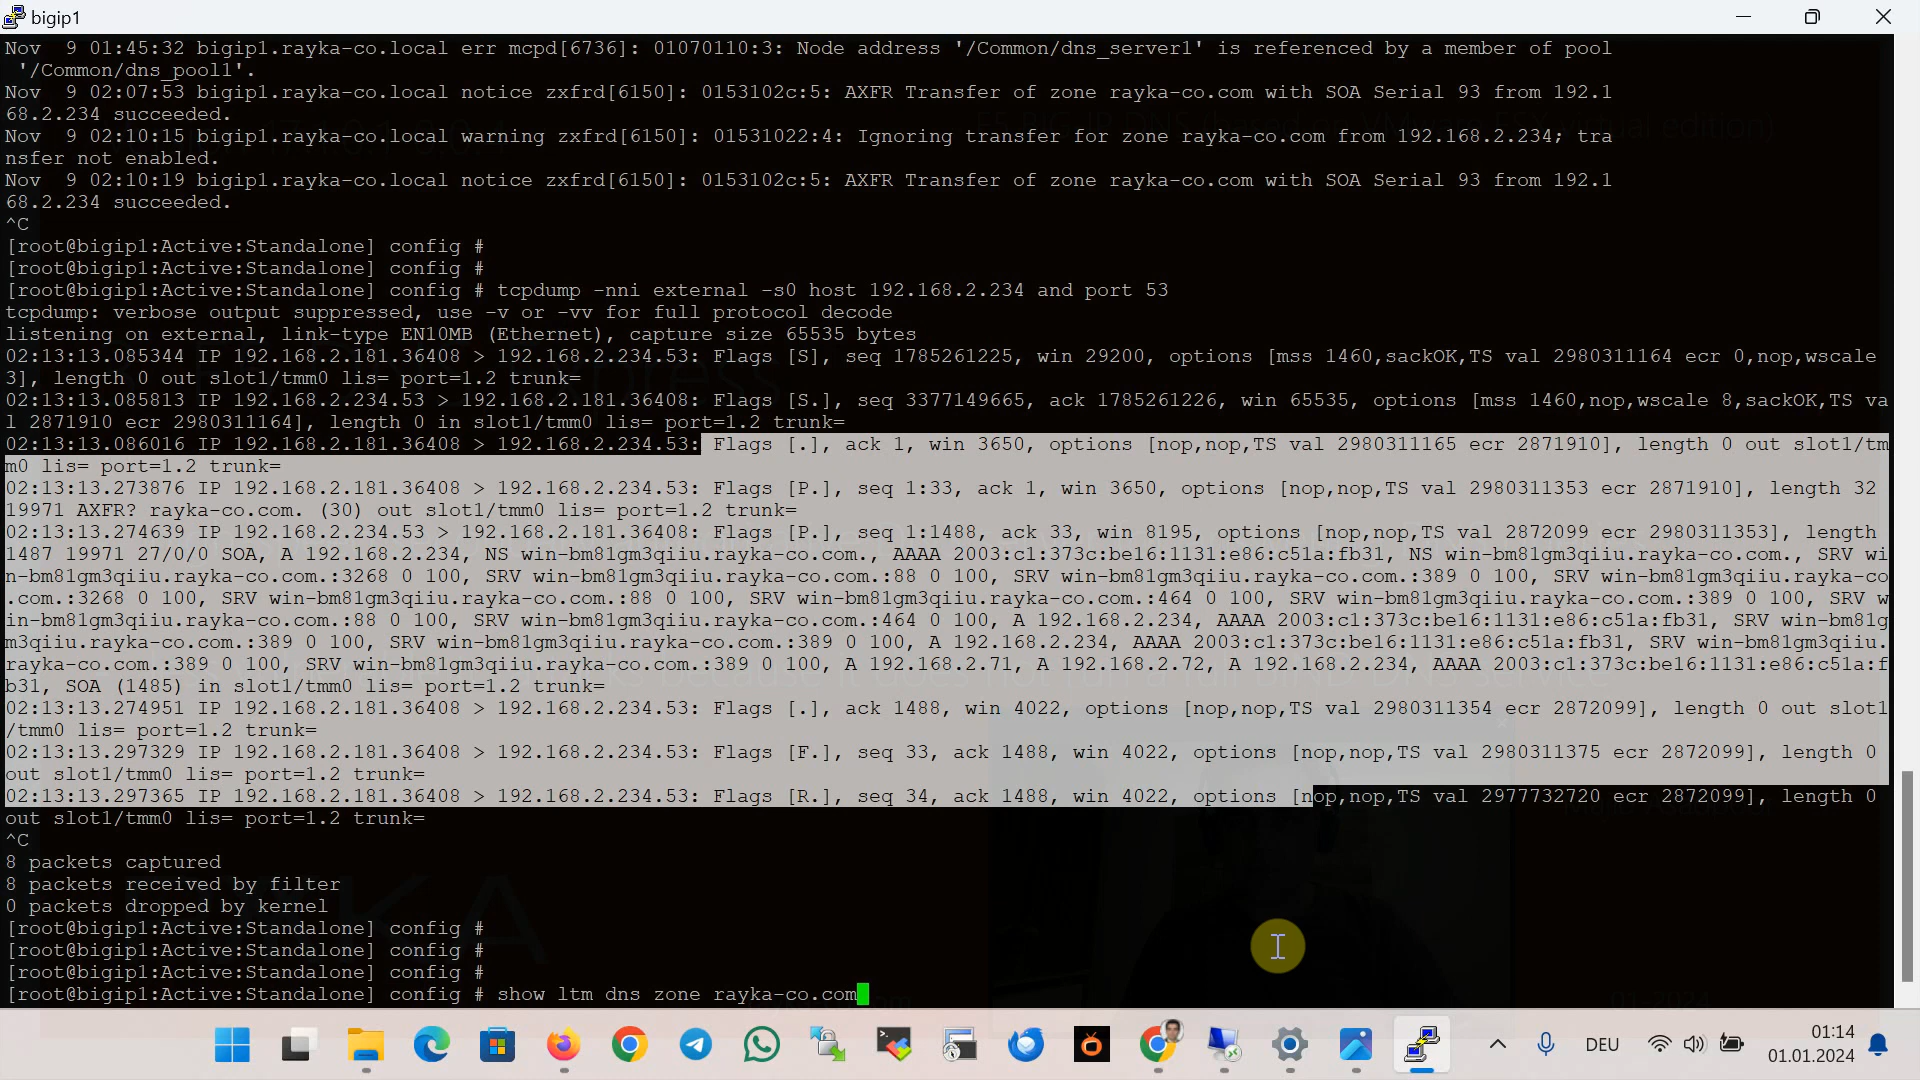 bigip1
Nov  9 01:45:32 bigip1.rayka-co.local err mcpd[6736]: 01070110:3: Node address '/Common/dns_server1' is referenced by a member of pool
 '/Common/dns_pool1'.
Nov  9 02:07:53 bigip1.rayka-co.local notice zxfrd[6150]: 0153102c:5: AXFR Transfer of zone rayka-co.com with SOA Serial 93 from 192.1
68.2.234 succeeded.
Nov  9 02:10:15 bigip1.rayka-co.local warning zxfrd[6150]: 01531022:4: Ignoring transfer for zone rayka-co.com from 192.168.2.234; tra
nsfer not enabled.
Nov  9 02:10:19 bigip1.rayka-co.local notice zxfrd[6150]: 0153102c:5: AXFR Transfer of zone rayka-co.com with SOA Serial 93 from 192.1
68.2.234 succeeded.
^C
[root@bigip1:Active:Standalone] config #
[root@bigip1:Active:Standalone] config #
[root@bigip1:Active:Standalone] config # tcpdump -nni external -s0 host 192.168.2.234 and port 53
tcpdump: verbose output suppressed, use -v or -vv for full protocol decode
listening on external, link-type EN10MB (Ethernet), capture size 65535 bytes
02:13:13.085344 IP 192.168.2.181.36408 > 192.168.2.234.53: Flags [S], seq 1785261225, win 29200, options [mss 1460,sackOK,TS val 2980311164 ecr 0,nop,wscale
3], length 0 out slot1/tmm0 lis= port=1.2 trunk=
02:13:13.085813 IP 192.168.2.234.53 > 192.168.2.181.36408: Flags [S.], seq 3377149665, ack 1785261226, win 65535, options [mss 1460,nop,wscale 8,sackOK,TS va
l 2871910 ecr 2980311164], length 0 in slot1/tmm0 lis= port=1.2 trunk=
02:13:13.086016 IP 192.168.2.181.36408 > 192.168.2.234.53: Flags [.], ack 1, win 3650, options [nop,nop,TS val 2980311165 ecr 2871910], length 0 out slot1/tm
m0 lis= port=1.2 trunk=
02:13:13.273876 IP 192.168.2.181.36408 > 192.168.2.234.53: Flags [P.], seq 1:33, ack 1, win 3650, options [nop,nop,TS val 2980311353 ecr 2871910], length 32
19971 AXFR? rayka-co.com. (30) out slot1/tmm0 lis= port=1.2 trunk=
02:13:13.274639 IP 192.168.2.234.53 > 192.168.2.181.36408: Flags [P.], seq 1:1488, ack 33, win 8195, options [nop,nop,TS val 2872099 ecr 2980311353], length
1487 19971 27/0/0 SOA, A 192.168.2.234, NS win-bm81gm3qiiu.rayka-co.com., AAAA 2003:c1:373c:be16:1131:e86:c51a:fb31, NS win-bm81gm3qiiu.rayka-co.com., SRV wi
n-bm81gm3qiiu.rayka-co.com.:3268 0 100, SRV win-bm81gm3qiiu.rayka-co.com.:88 0 100, SRV win-bm81gm3qiiu.rayka-co.com.:389 0 100, SRV win-bm81gm3qiiu.rayka-co
.com.:3268 0 100, SRV win-bm81gm3qiiu.rayka-co.com.:88 0 100, SRV win-bm81gm3qiiu.rayka-co.com.:464 0 100, SRV win-bm81gm3qiiu.rayka-co.com.:389 0 100, SRV w
in-bm81gm3qiiu.rayka-co.com.:88 0 100, SRV win-bm81gm3qiiu.rayka-co.com.:464 0 100, A 192.168.2.234, AAAA 2003:c1:373c:be16:1131:e86:c51a:fb31, SRV win-bm81g
m3qiiu.rayka-co.com.:389 0 100, SRV win-bm81gm3qiiu.rayka-co.com.:389 0 100, A 192.168.2.234, AAAA 2003:c1:373c:be16:1131:e86:c51a:fb31, SRV win-bm81gm3qiiu.
rayka-co.com.:389 0 100, SRV win-bm81gm3qiiu.rayka-co.com.:389 0 100, A 192.168.2.71, A 192.168.2.72, A 192.168.2.234, AAAA 2003:c1:373c:be16:1131:e86:c51a:f
b31, SOA (1485) in slot1/tmm0 lis= port=1.2 trunk=
02:13:13.274951 IP 192.168.2.181.36408 > 192.168.2.234.53: Flags [.], ack 1488, win 4022, options [nop,nop,TS val 2980311354 ecr 2872099], length 0 out slot1
/tmm0 lis= port=1.2 trunk=
02:13:13.297329 IP 192.168.2.181.36408 > 192.168.2.234.53: Flags [F.], seq 33, ack 1488, win 4022, options [nop,nop,TS val 2980311375 ecr 2872099], length 0
out slot1/tmm0 lis= port=1.2 trunk=
02:13:13.297365 IP 192.168.2.181.36408 > 192.168.2.234.53: Flags [R.], seq 34, ack 1488, win 4022, options [nop,nop,TS val 2977732720 ecr 2872099], length 0
out slot1/tmm0 lis= port=1.2 trunk=
^C
8 packets captured
8 packets received by filter
0 packets dropped by kernel
[root@bigip1:Active:Standalone] config #
[root@bigip1:Active:Standalone] config #
[root@bigip1:Active:Standalone] config #
[root@bigip1:Active:Standalone] config # show ltm dns zone rayka-co.com
DEU
01:14
01.01.2024